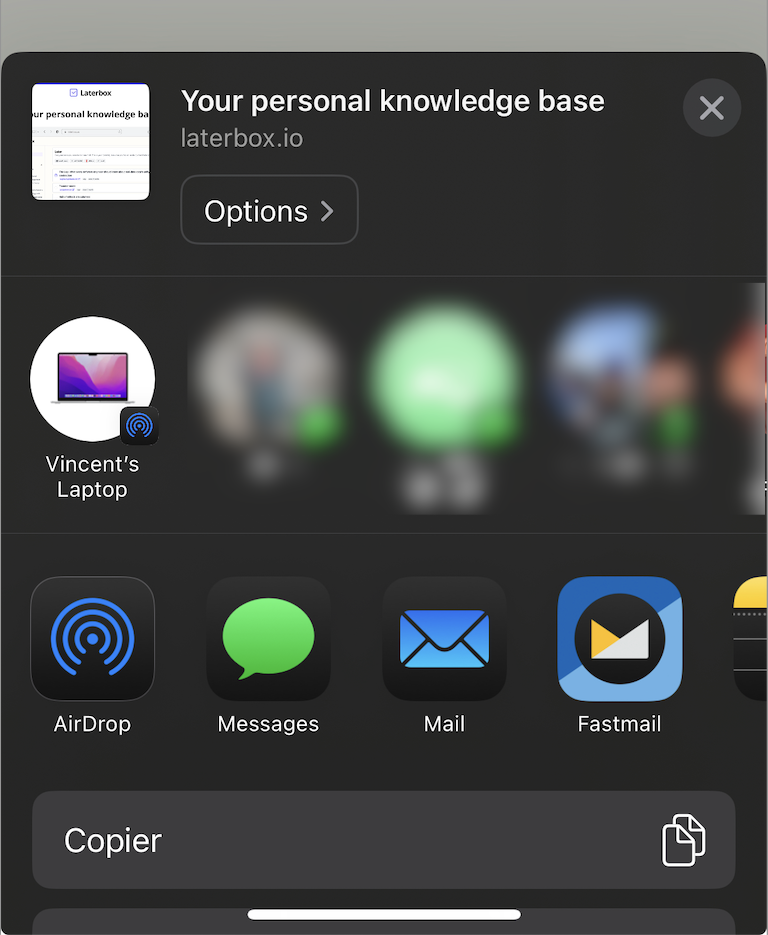 Laterbox
our personal knowledge ba
Your personal knowledge base
laterbox.io
Options
Vincent’s
Laptop
AirDrop
Messages
Mail
Fastmail
Copier